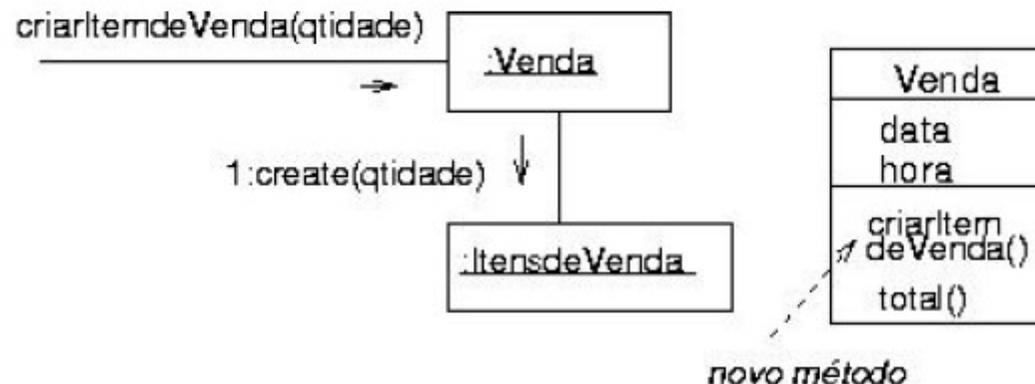 criarItemdeVenda(qtidade)
:Venda
1:create(qtidade)
:ItensdeVenda
Venda
data
hora
criarItem
deVenda()
total()
novo método